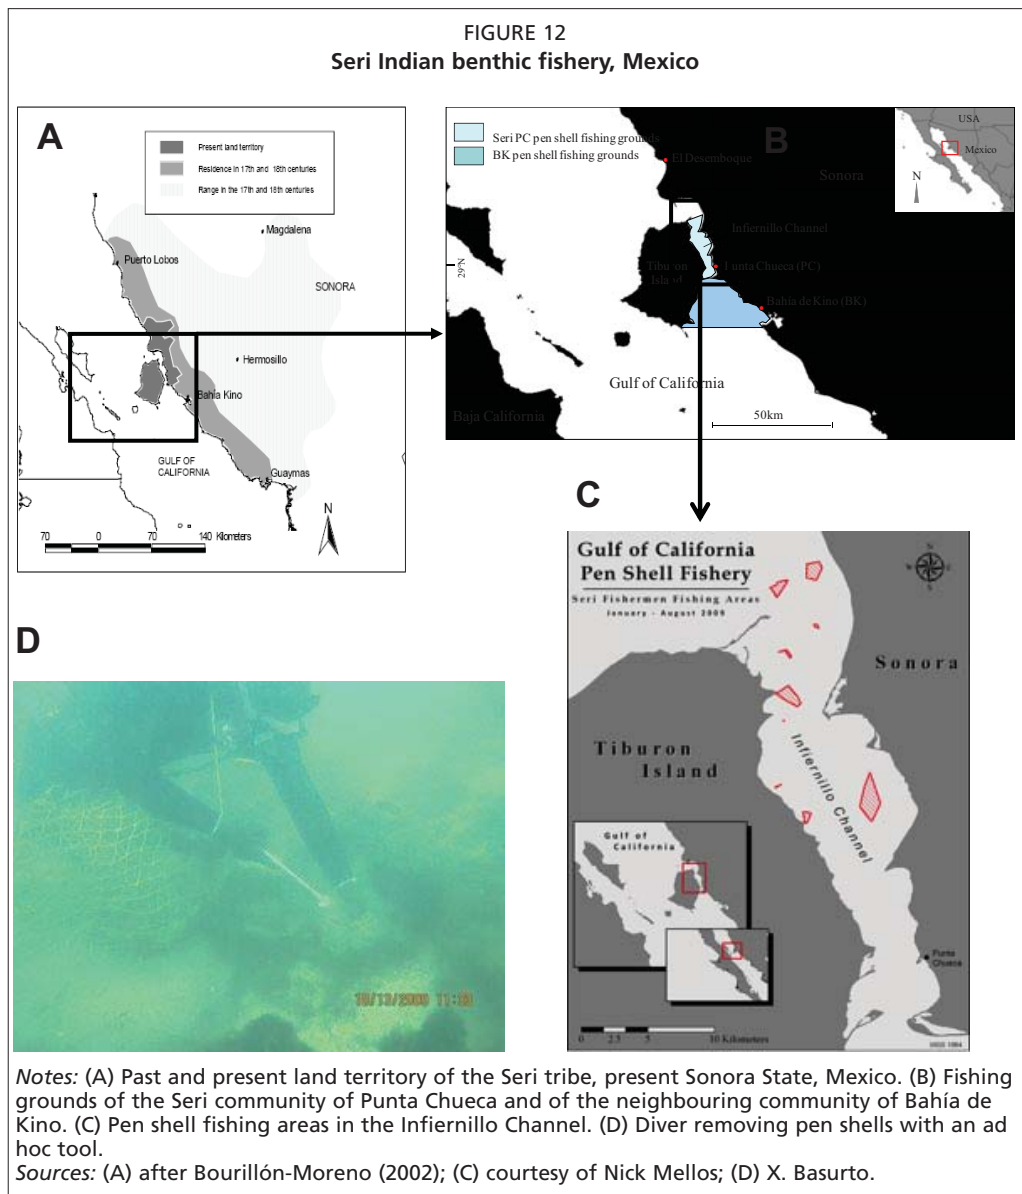 FIGURE 12
Seri Indian benthic fishery, Mexico
A
Present land territory
Residence in 17th and 18th centuries
Range in the 17th and 18th centuries
Magdalena
Puerto Lobos
SONORA
Hermosillo
Bahía Kino
GULF OF
CALIFORNIA
Guaymas
N
70 0 70 140 Kilometers
B
Seri PC pen shell fishing grounds
BK pen shell fishing grounds
USA
Mexico
N
El Desemboque
Sonora
Infiernillo Channel
29°N
Tiburon
Island
Punta Chueca (PC)
Bahía de Kino (BK)
Gulf of California
Baja California
50km
C
Gulf of California
Pen Shell Fishery
Seri Fishermen Fishing Areas
January - August 2009
N
W E
S
Sonora
Tiburon
Island
Infiernillo Channel
Gulf of
California
Punta
Chueca
0 2.5 5 10 Kilometers
D
Notes: (A) Past and present land territory of the Seri tribe, present Sonora State, Mexico. (B) Fishing
grounds of the Seri community of Punta Chueca and of the neighbouring community of Bahía de
Kino. (C) Pen shell fishing areas in the Infiernillo Channel. (D) Diver removing pen shells with an ad
hoc tool.
Sources: (A) after Bourillón-Moreno (2002); (C) courtesy of Nick Mellos; (D) X. Basurto.